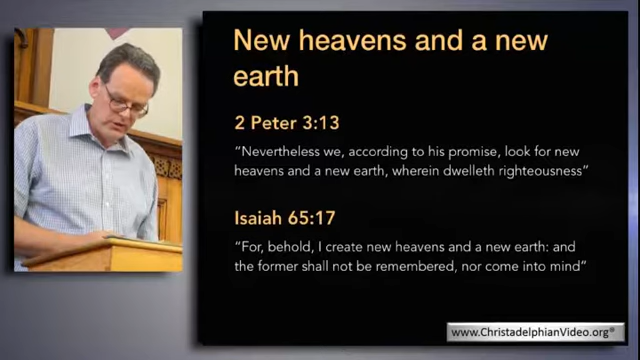 New heavens and a new
earth
2 Peter 3:13
“Nevertheless we, according to his promise, look for new
heavens and a new earth, wherein dwelleth righteousness”
Isaiah 65:17
“For, behold, I create new heavens and a new earth: and
the former shall not be remembered, nor come into mind”
www.ChristadelphianVideo.org®